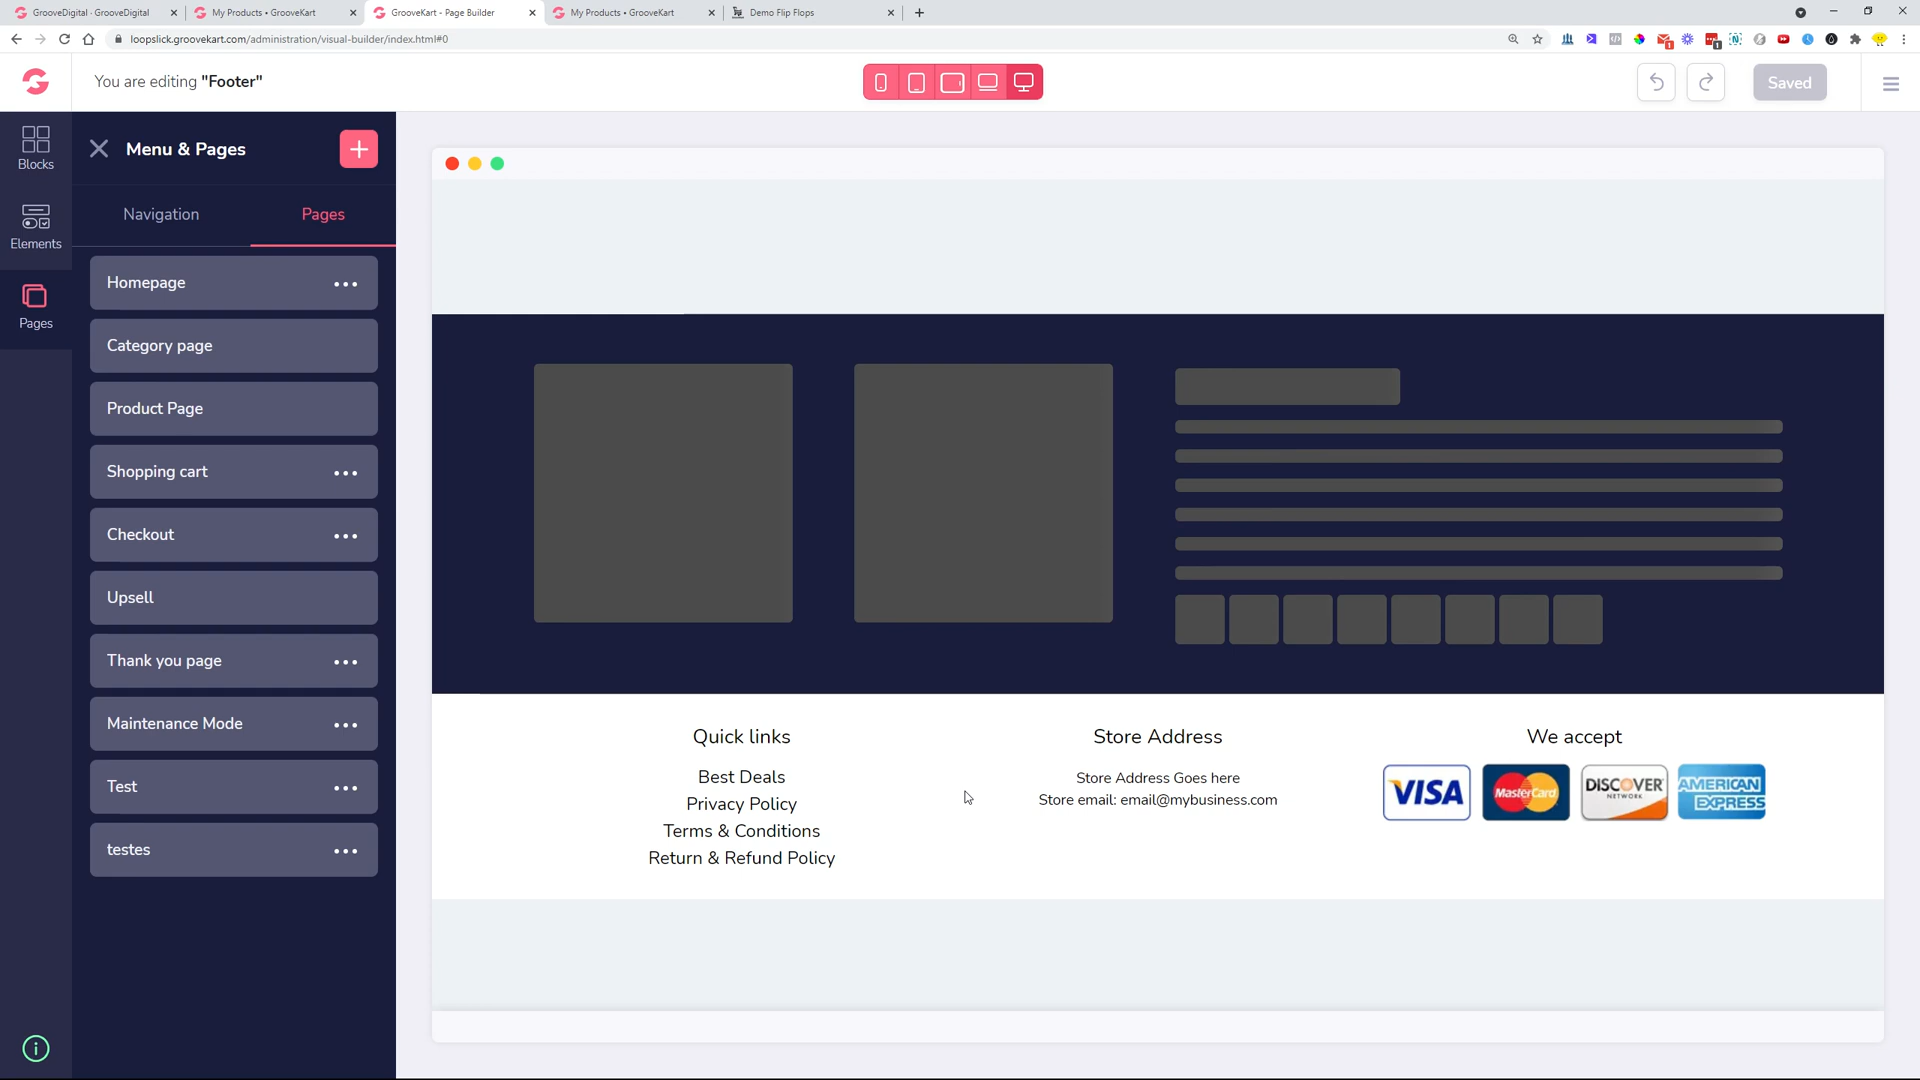 GrooveDigital - GrooveDigital
My Products • GrooveKart
GrooveKart - Page Builder
My Products • GrooveKart
Demo Flip Flops
loopslick.groovekart.com/administration/visual-builder/index.html#0
You are editing "Footer"
Saved
Blocks
Elements
Pages
Menu & Pages
Navigation
Pages
Homepage
Category page
Product Page
Shopping cart
Checkout
Upsell
Thank you page
Maintenance Mode
Test
testes
Quick links
Best Deals
Privacy Policy
Terms & Conditions
Return & Refund Policy
Store Address
Store Address Goes here
Store email: email@mybusiness.com
We accept
VISA
MasterCard
DISCOVER
NETWORK
AMERICAN
EXPRESS